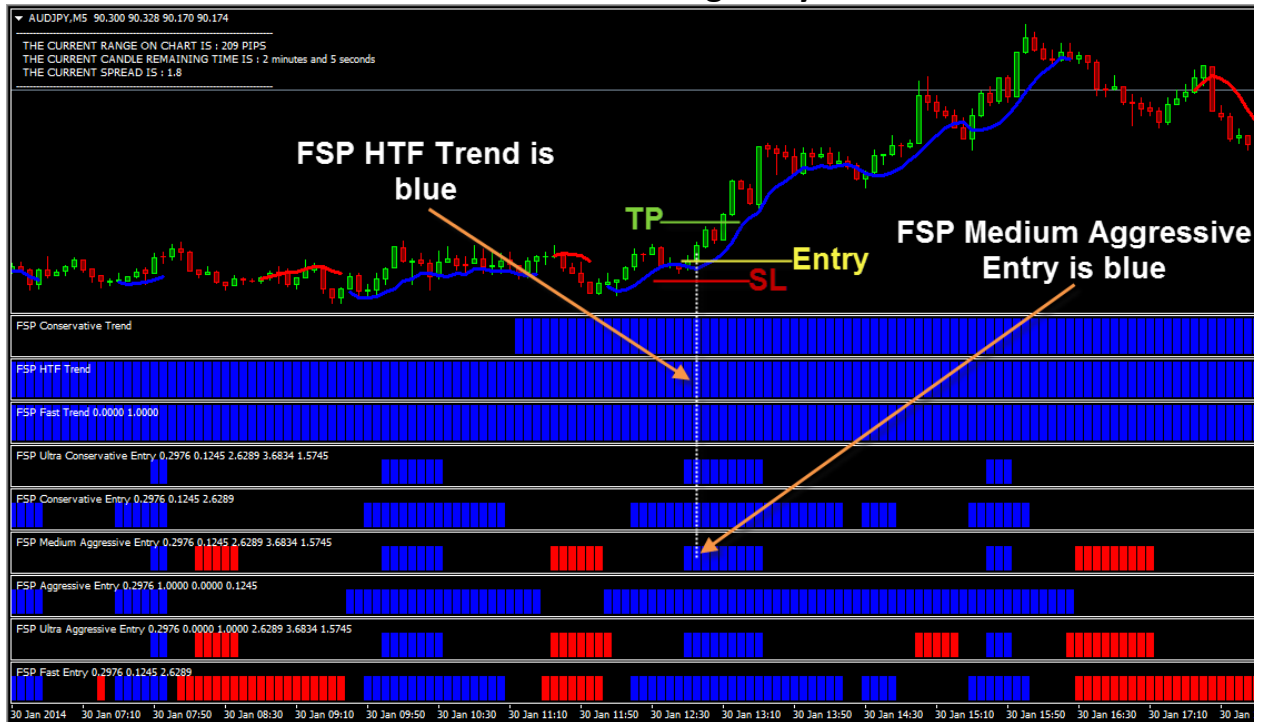 AUDJPY,M5 90.300 90.328 90.170 90.174
THE CURRENT RANGE ON CHART IS : 209 PIPS
THE CURRENT CANDLE REMAINING TIME IS : 2 minutes and 5 seconds
THE CURRENT SPREAD IS : 1.8
FSP HTF Trend is
blue
TP
Entry
SL
FSP Medium Aggressive
Entry is blue
FSP Conservative Trend
FSP HTF Trend
FSP Fast Trend 0.0000 1.0000
FSP Ultra Conservative Entry 0.2976 0.1245 2.6289 3.6834 1.5745
FSP Conservative Entry 0.2976 0.1245 2.6289
FSP Medium Aggressive Entry 0.2976 0.1245 2.6289 3.6834 1.5745
FSP Aggressive Entry 0.2976 1.0000 0.0000 0.1245
FSP Ultra Aggressive Entry 0.2976 0.0000 1.0000 2.6289 3.6834 1.5745
FSP Fast Entry 0.2976 0.1245 2.6289
30 Jan 2014 30 Jan 07:10 30 Jan 07:50 30 Jan 08:30 30 Jan 09:10 30 Jan 09:50 30 Jan 10:30 30 Jan 11:10 30 Jan 11:50 30 Jan 12:30 30 Jan 13:10 30 Jan 13:50 30 Jan 14:30 30 Jan 15:10 30 Jan 15:50 30 Jan 16:30 30 Jan 17:10 30 Jan